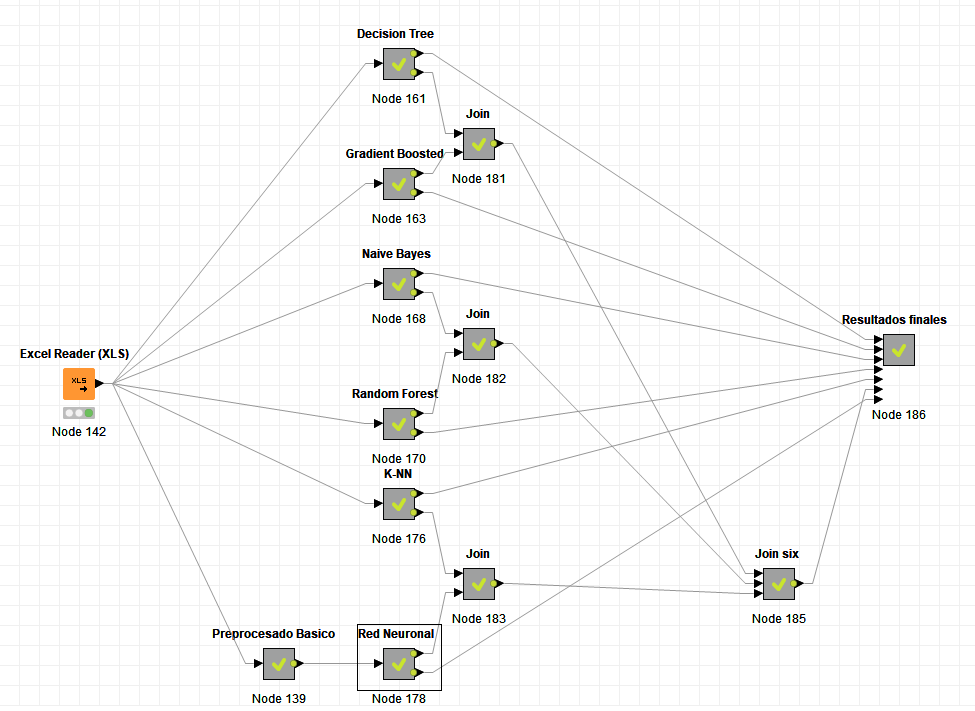 Decision Tree
Node 161
Join
Gradient Boosted
Node 181
Node 163
Naive Bayes
Node 168
Join
Resultados finales
Excel Reader (XLS)
XLS
Node 182
Random Forest
Node 186
Node 142
Node 170
K-NN
Node 176
Join
Join six
Node 183
Node 185
Preprocesado Basico
Red Neuronal
Node 139
Node 178